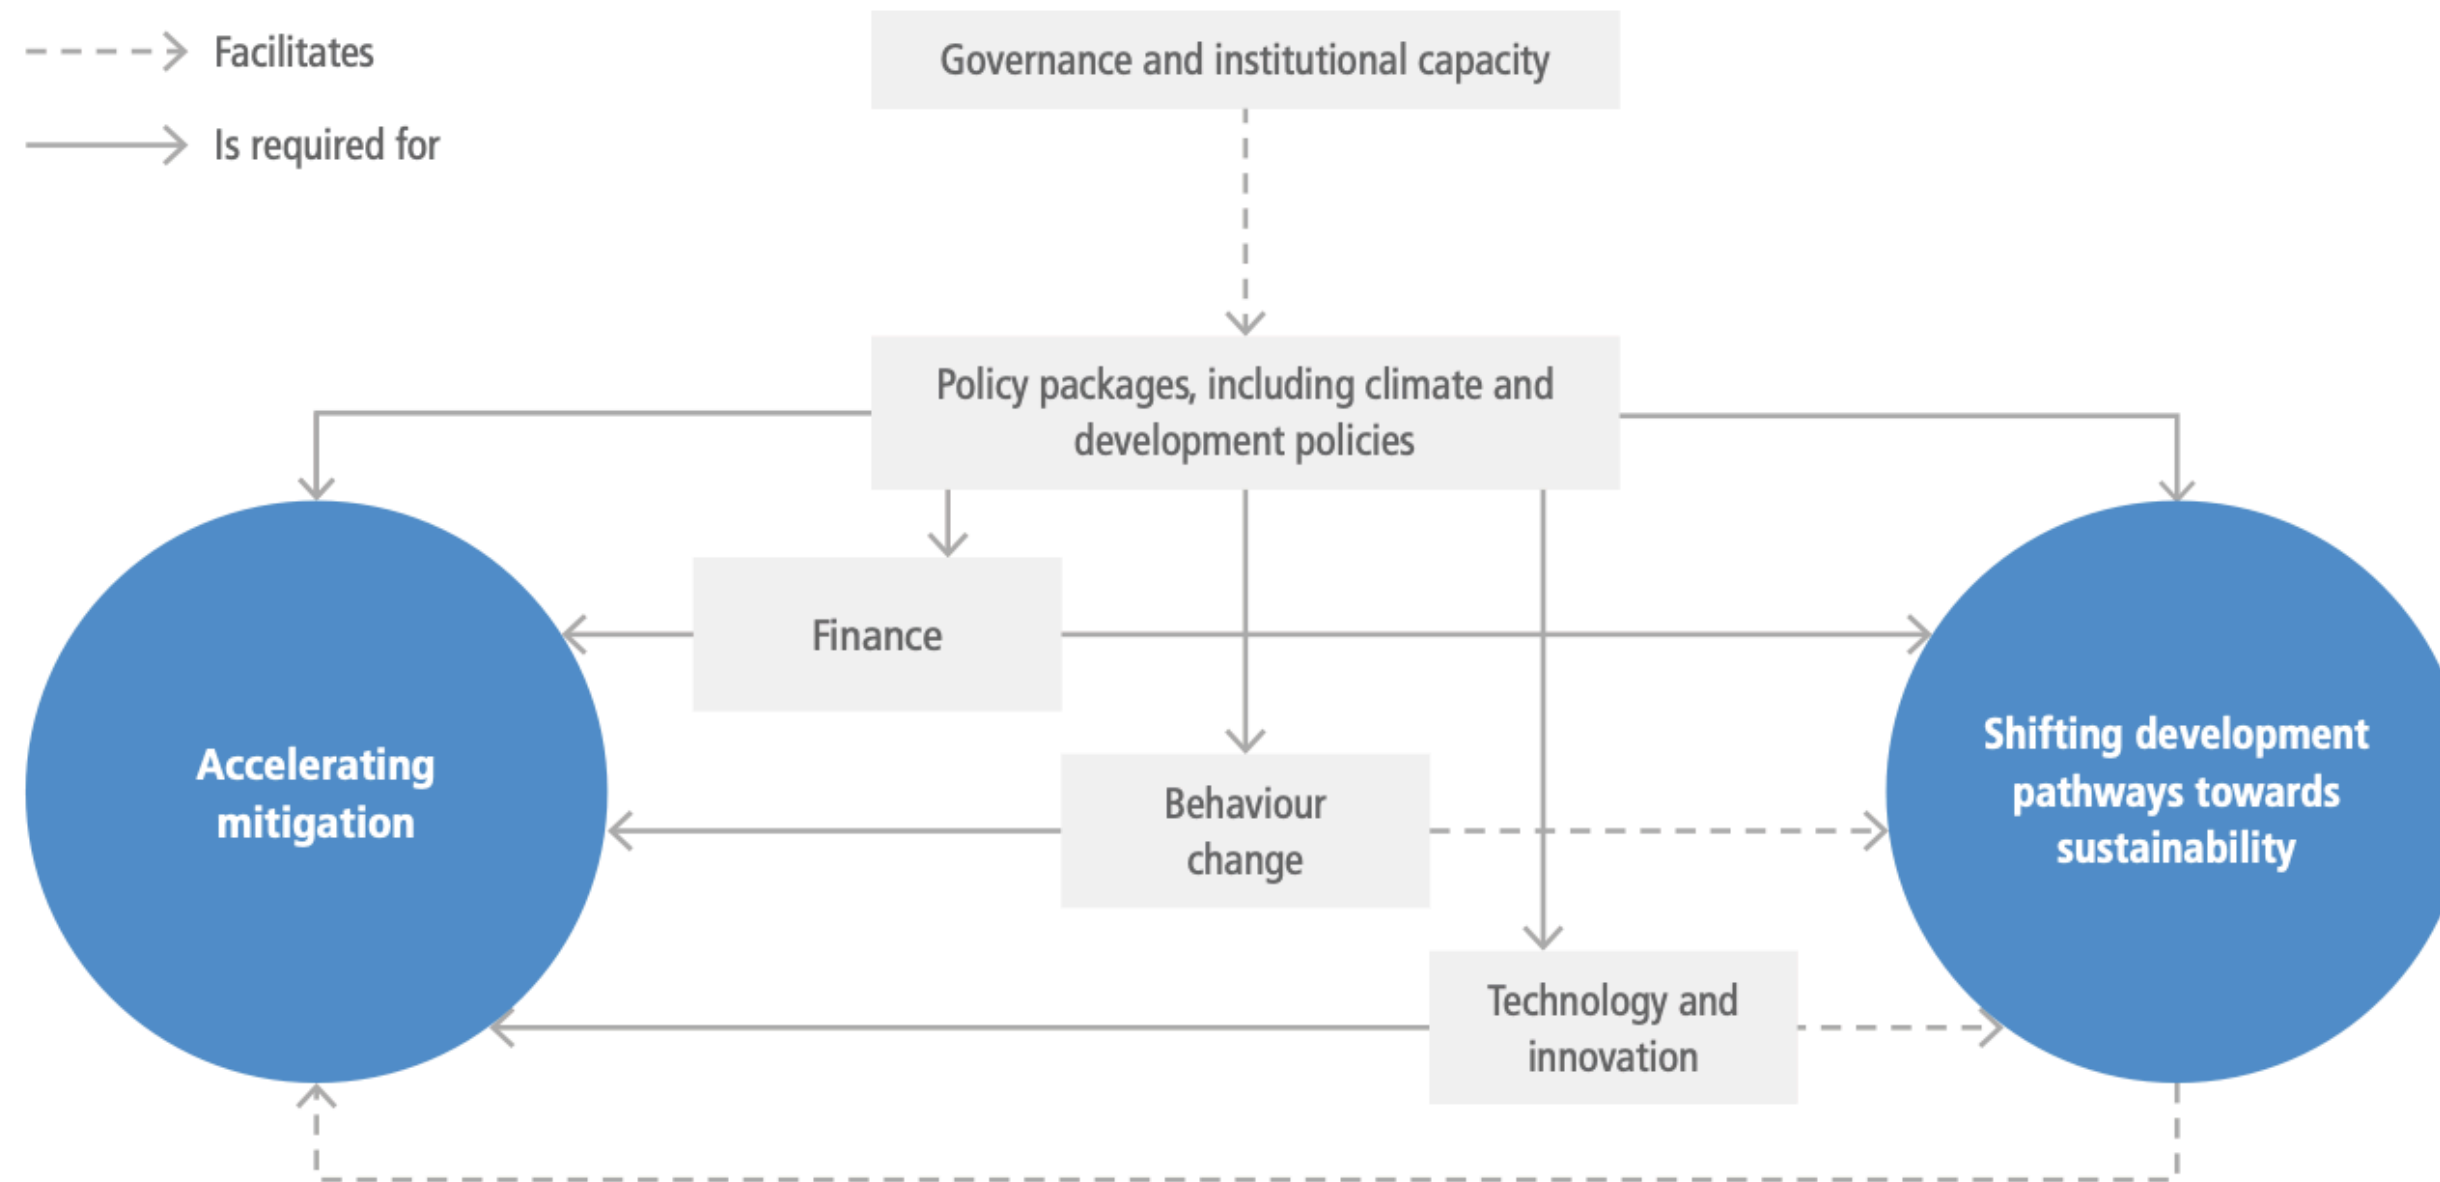 Facilitates
Is required for
Governance and institutional capacity
Policy packages, including climate and
development policies
Finance
Accelerating
mitigation
Behaviour
change
Shifting development
pathways towards
sustainability
Technology and
innovation